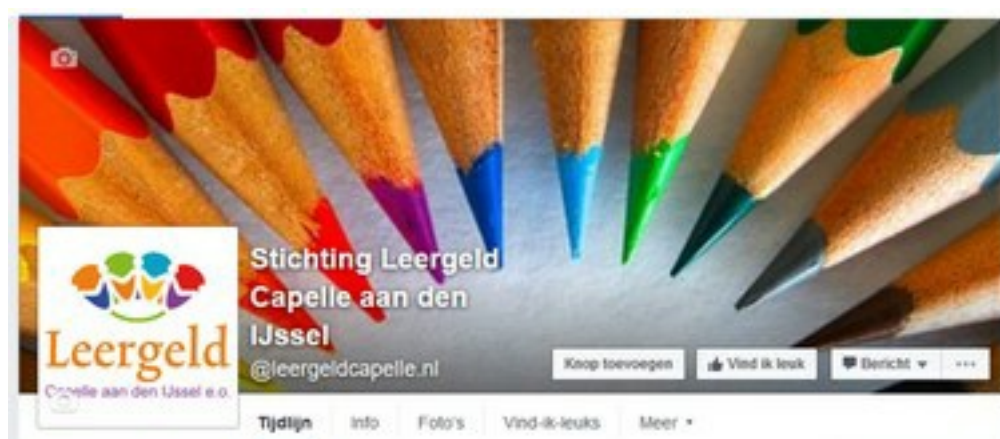 Stichting Leergeld
Capelle aan den
IJssel
@leergeldcapelle.nl
Leergeld
Capelle aan den IJssel e.o.
Knop toevoegen
Vind ik leuk
Bericht
Tijdlijn
Info
Foto's
Vind-ik-leuks
Meer